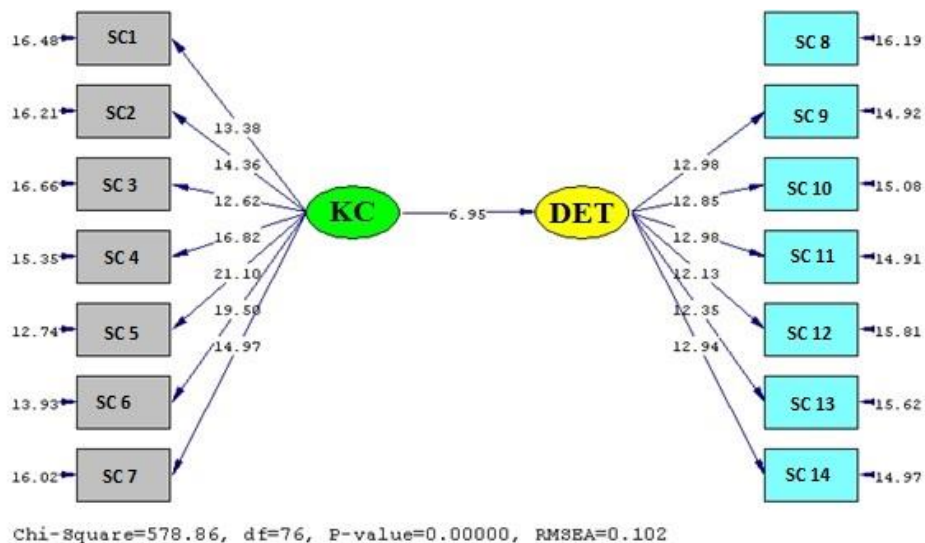 16.48 SC1 SC 8 16.19
13.38
16.21 SC2 SC 9 14.92
14.36 12.98
16.66 SC 3 SC 10 15.08
12.62 12.85
KC 6.95 DET
16.82 12.98
15.35 SC 4 SC 11 14.91
21.10 12.13
19.50 12.35
12.74 SC 5 SC 12 15.81
14.97 12.94
13.93 SC 6 SC 13 15.62
16.02 SC 7 SC 14 14.97
Chi-Square=578.86, df=76, P-value=0.00000, RMSEA=0.102